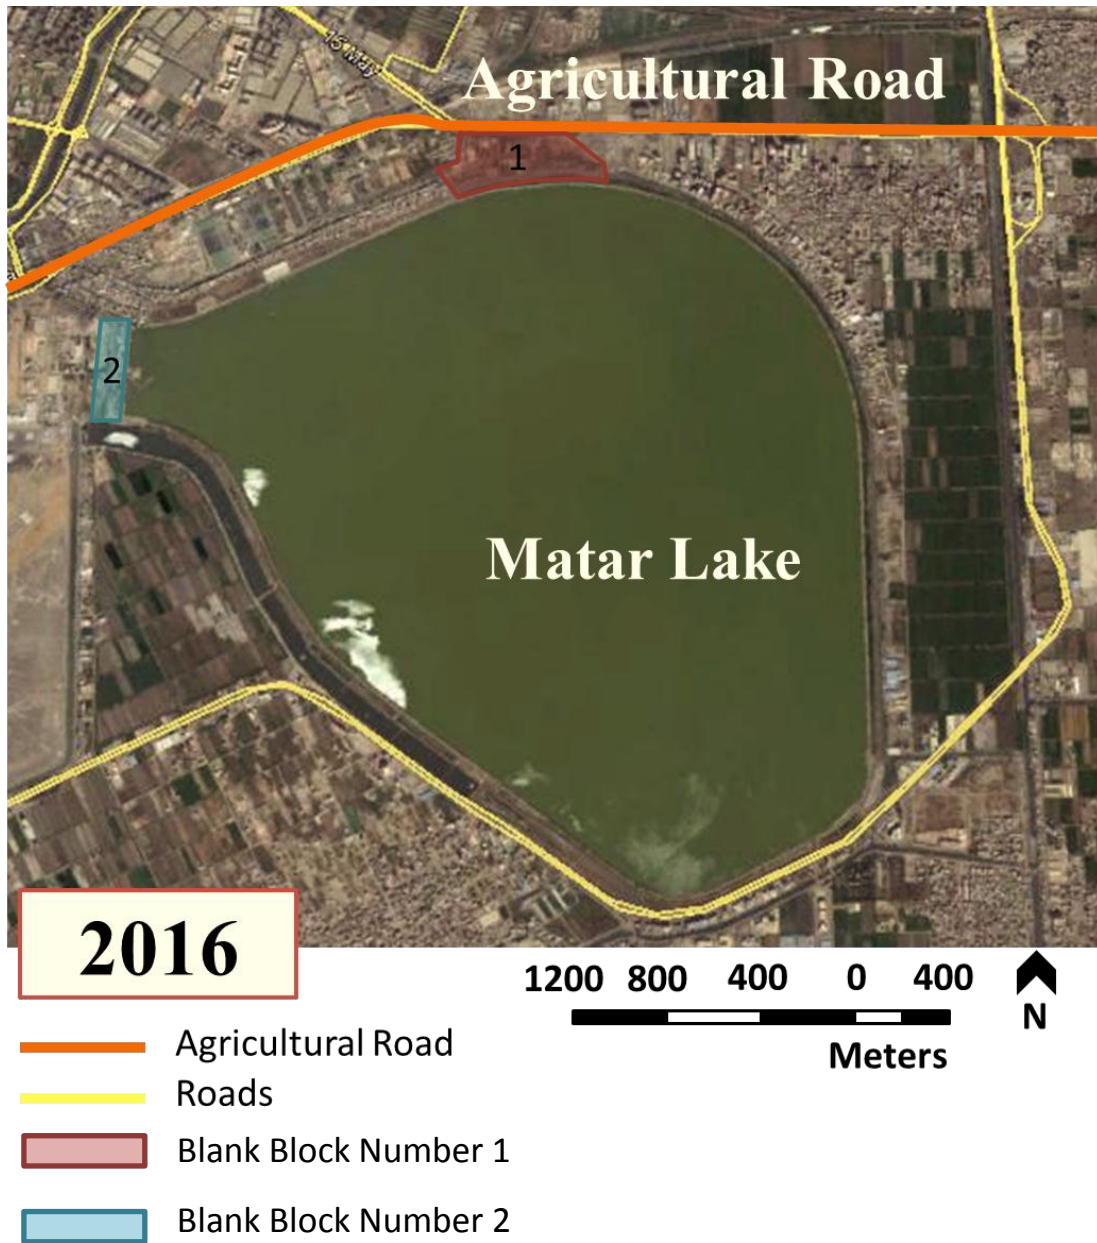 15 May
Agricultural Road
1
2
Matar Lake
2016
1200 800 400 0 400
Meters
N
Agricultural Road
Roads
Blank Block Number 1
Blank Block Number 2